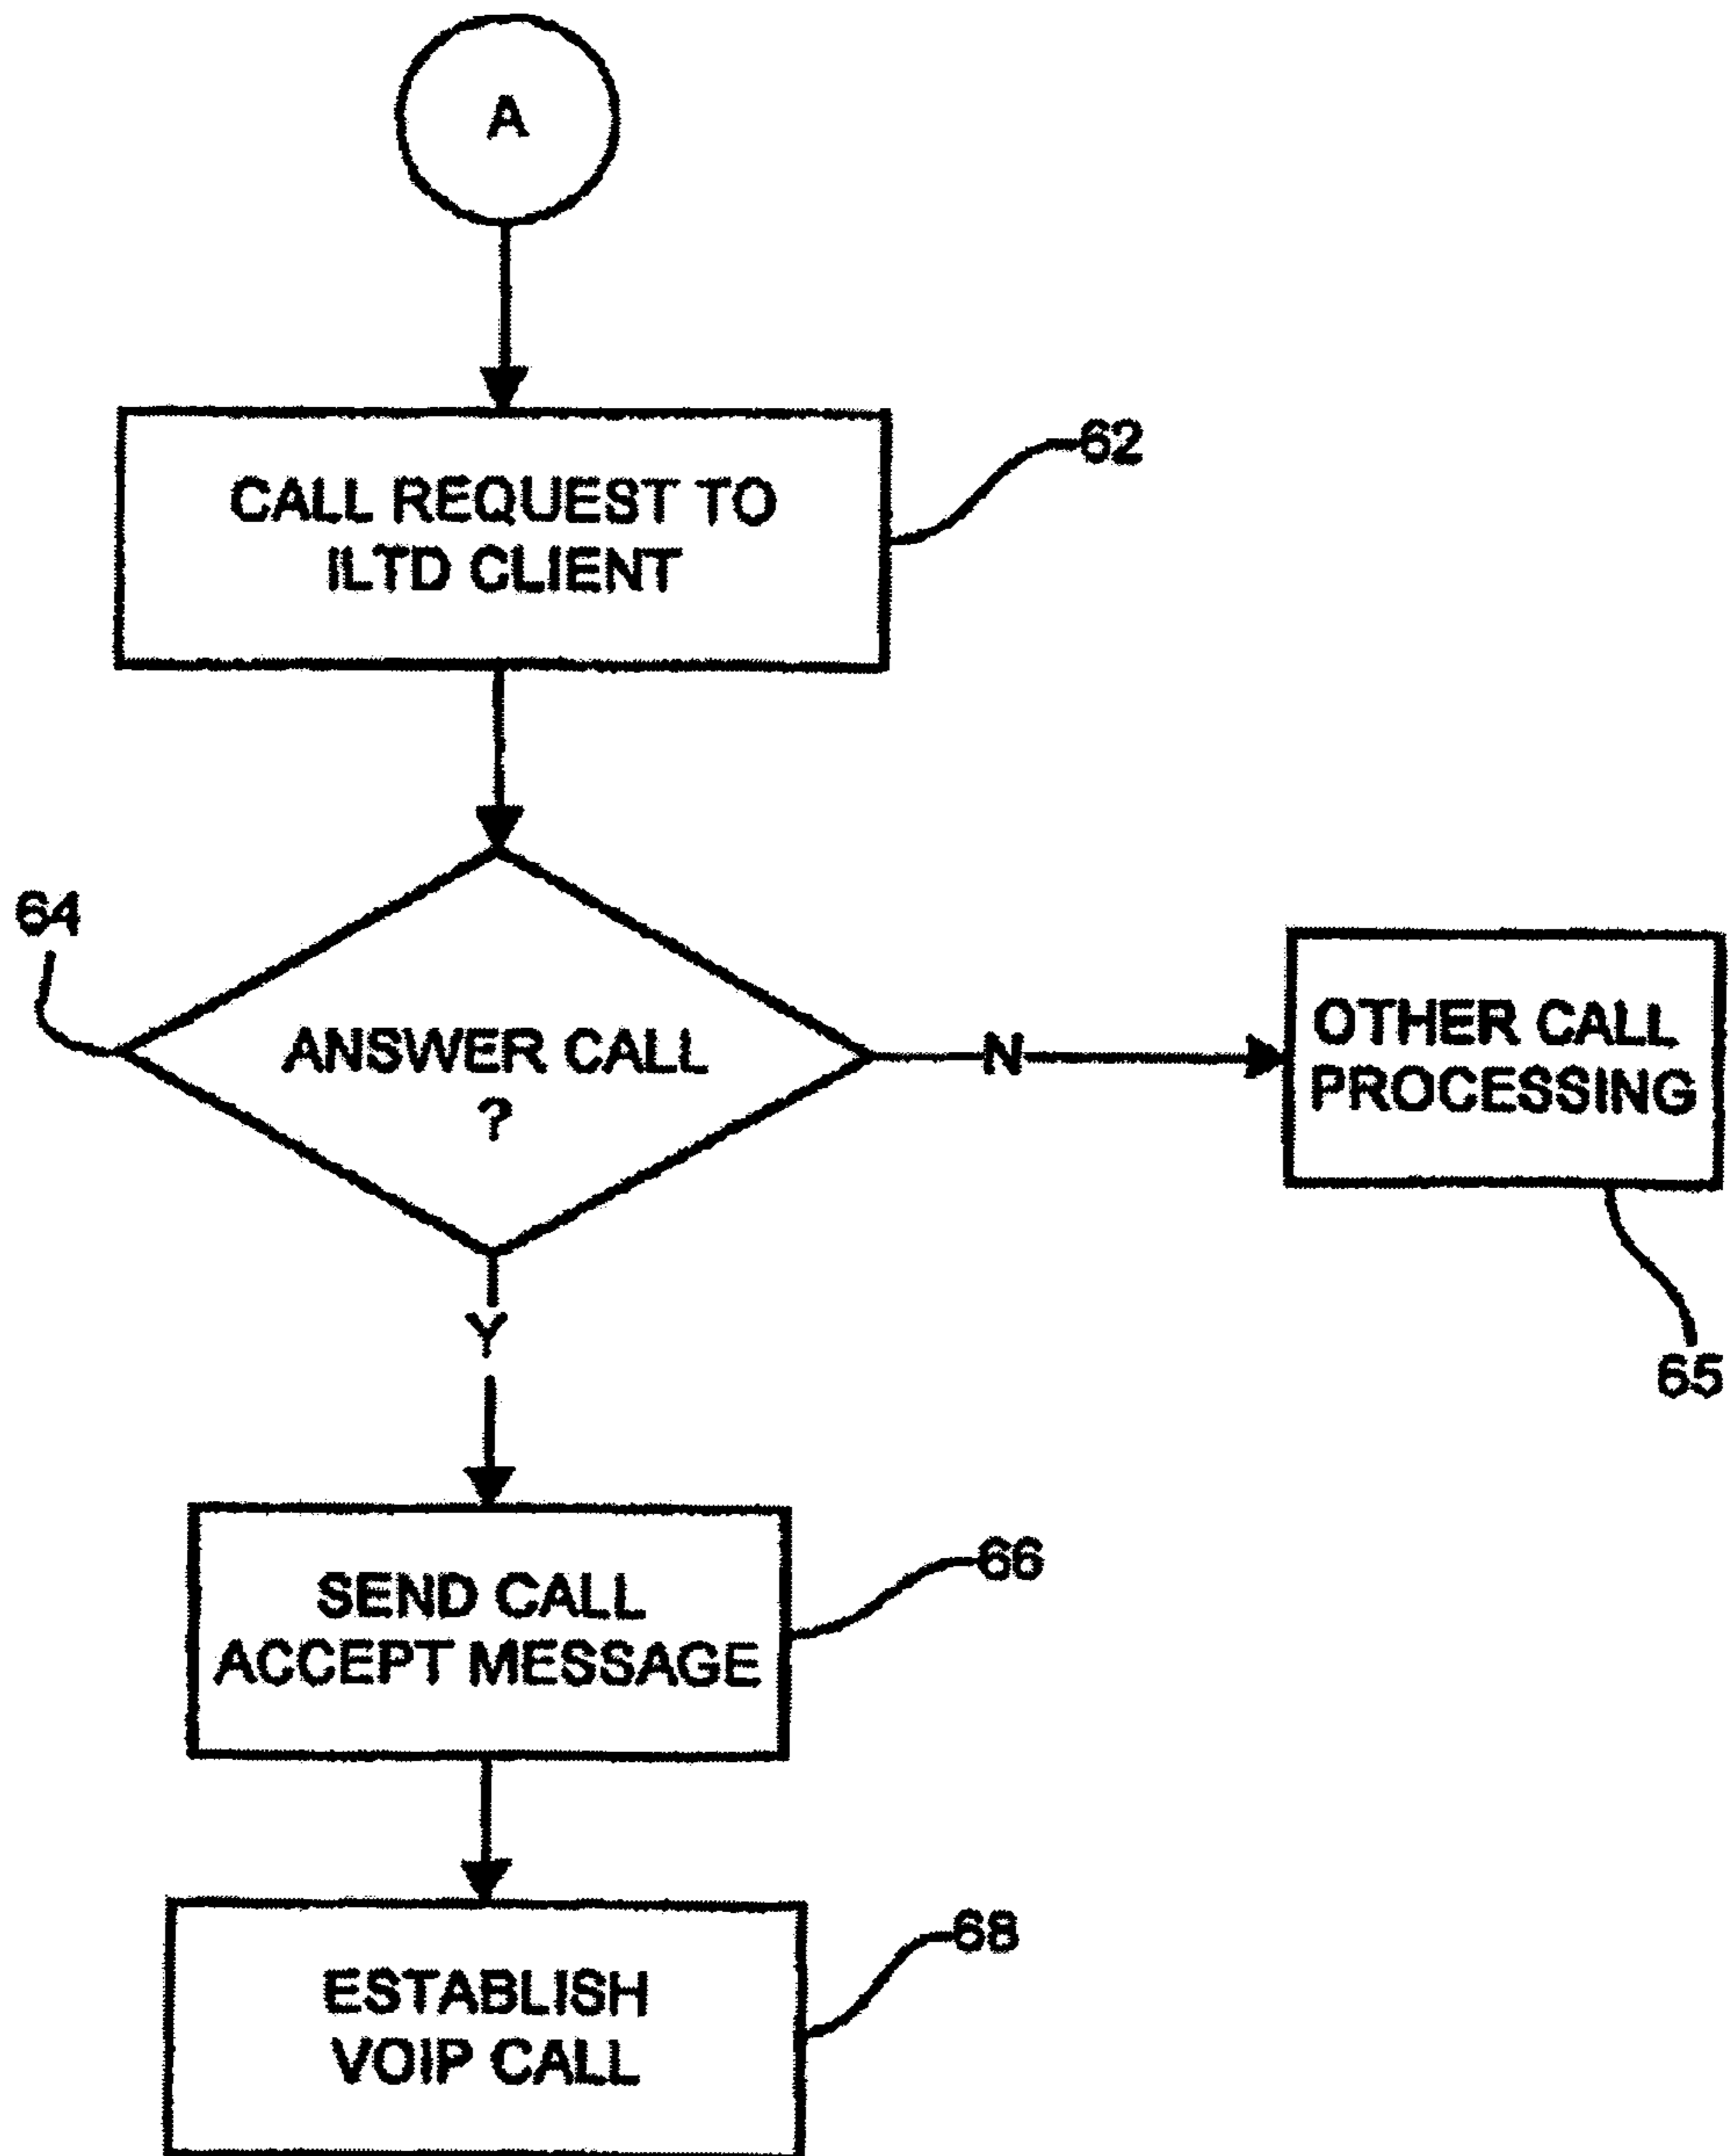 A
CALL REQUEST TO
ILTD CLIENT
62
64
ANSWER CALL
?
N
OTHER CALL
PROCESSING
65
Y
SEND CALL
ACCEPT MESSAGE
66
ESTABLISH
VOIP CALL
68